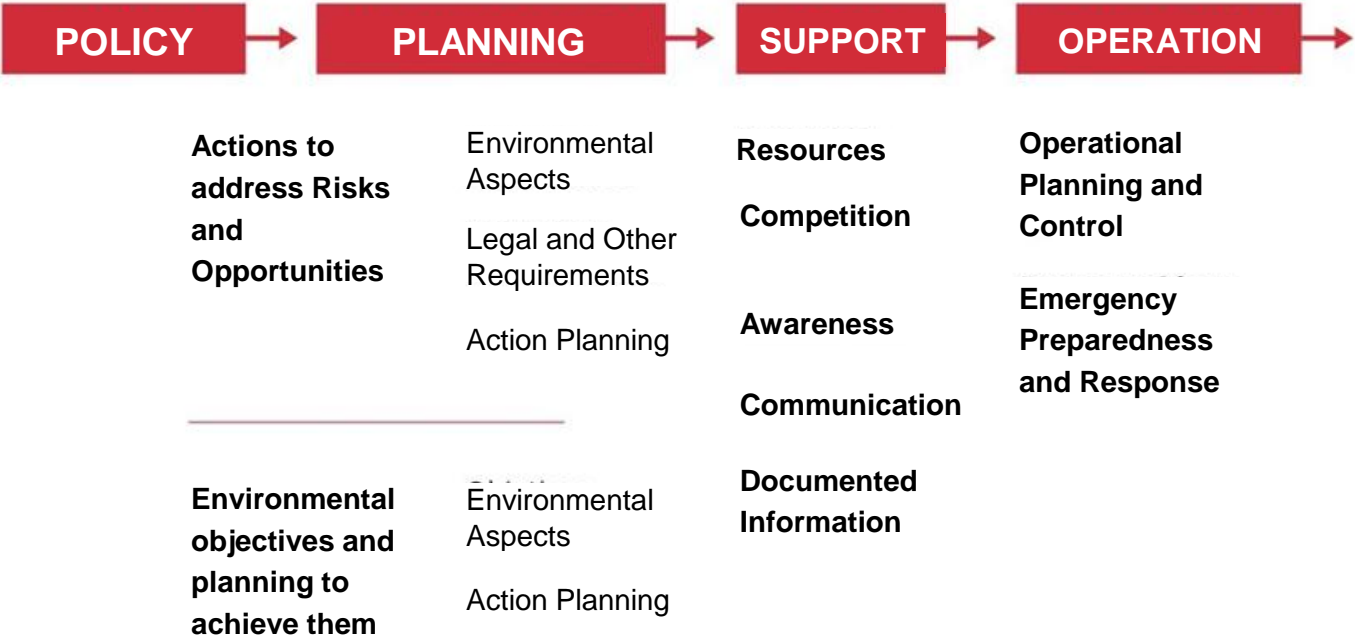 POLICY
PLANNING
SUPPORT
OPERATION
Actions to
address Risks
and
Opportunities
Environmental
Aspects
Legal and Other
Requirements
Action Planning
Environmental
objectives and
planning to
achieve them
Environmental
Aspects
Action Planning
Resources
Competition
Awareness
Communication
Documented
Information
Operational
Planning and
Control
Emergency
Preparedness
and Response